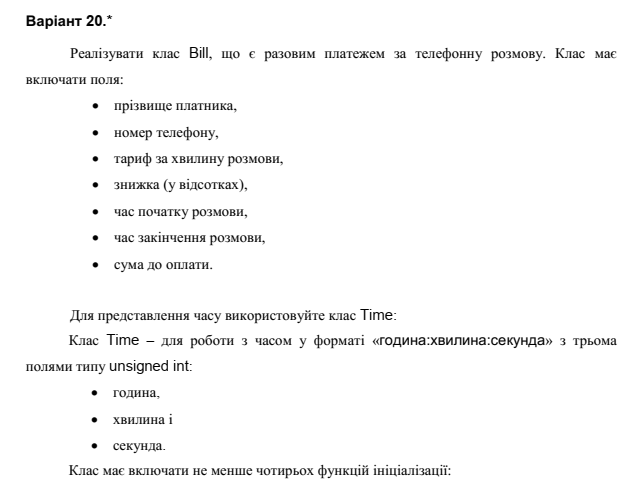 Варіант 20.*
Реалізувати клас Bill, що є разовим платежем за телефонну розмову. Клас має
включати поля:
• прізвище платника,
• номер телефону,
• тариф за хвилину розмови,
• знижка (у відсотках),
• час початку розмови,
• час закінчення розмови,
• сума до оплати.
Для представлення часу використовуйте клас Time:
Клас Time – для роботи з часом у форматі «година:хвилина:секунда» з трьома
полями типу unsigned int:
• година,
• хвилина і
• секунда.
Клас має включати не менше чотирьох функцій ініціалізації: